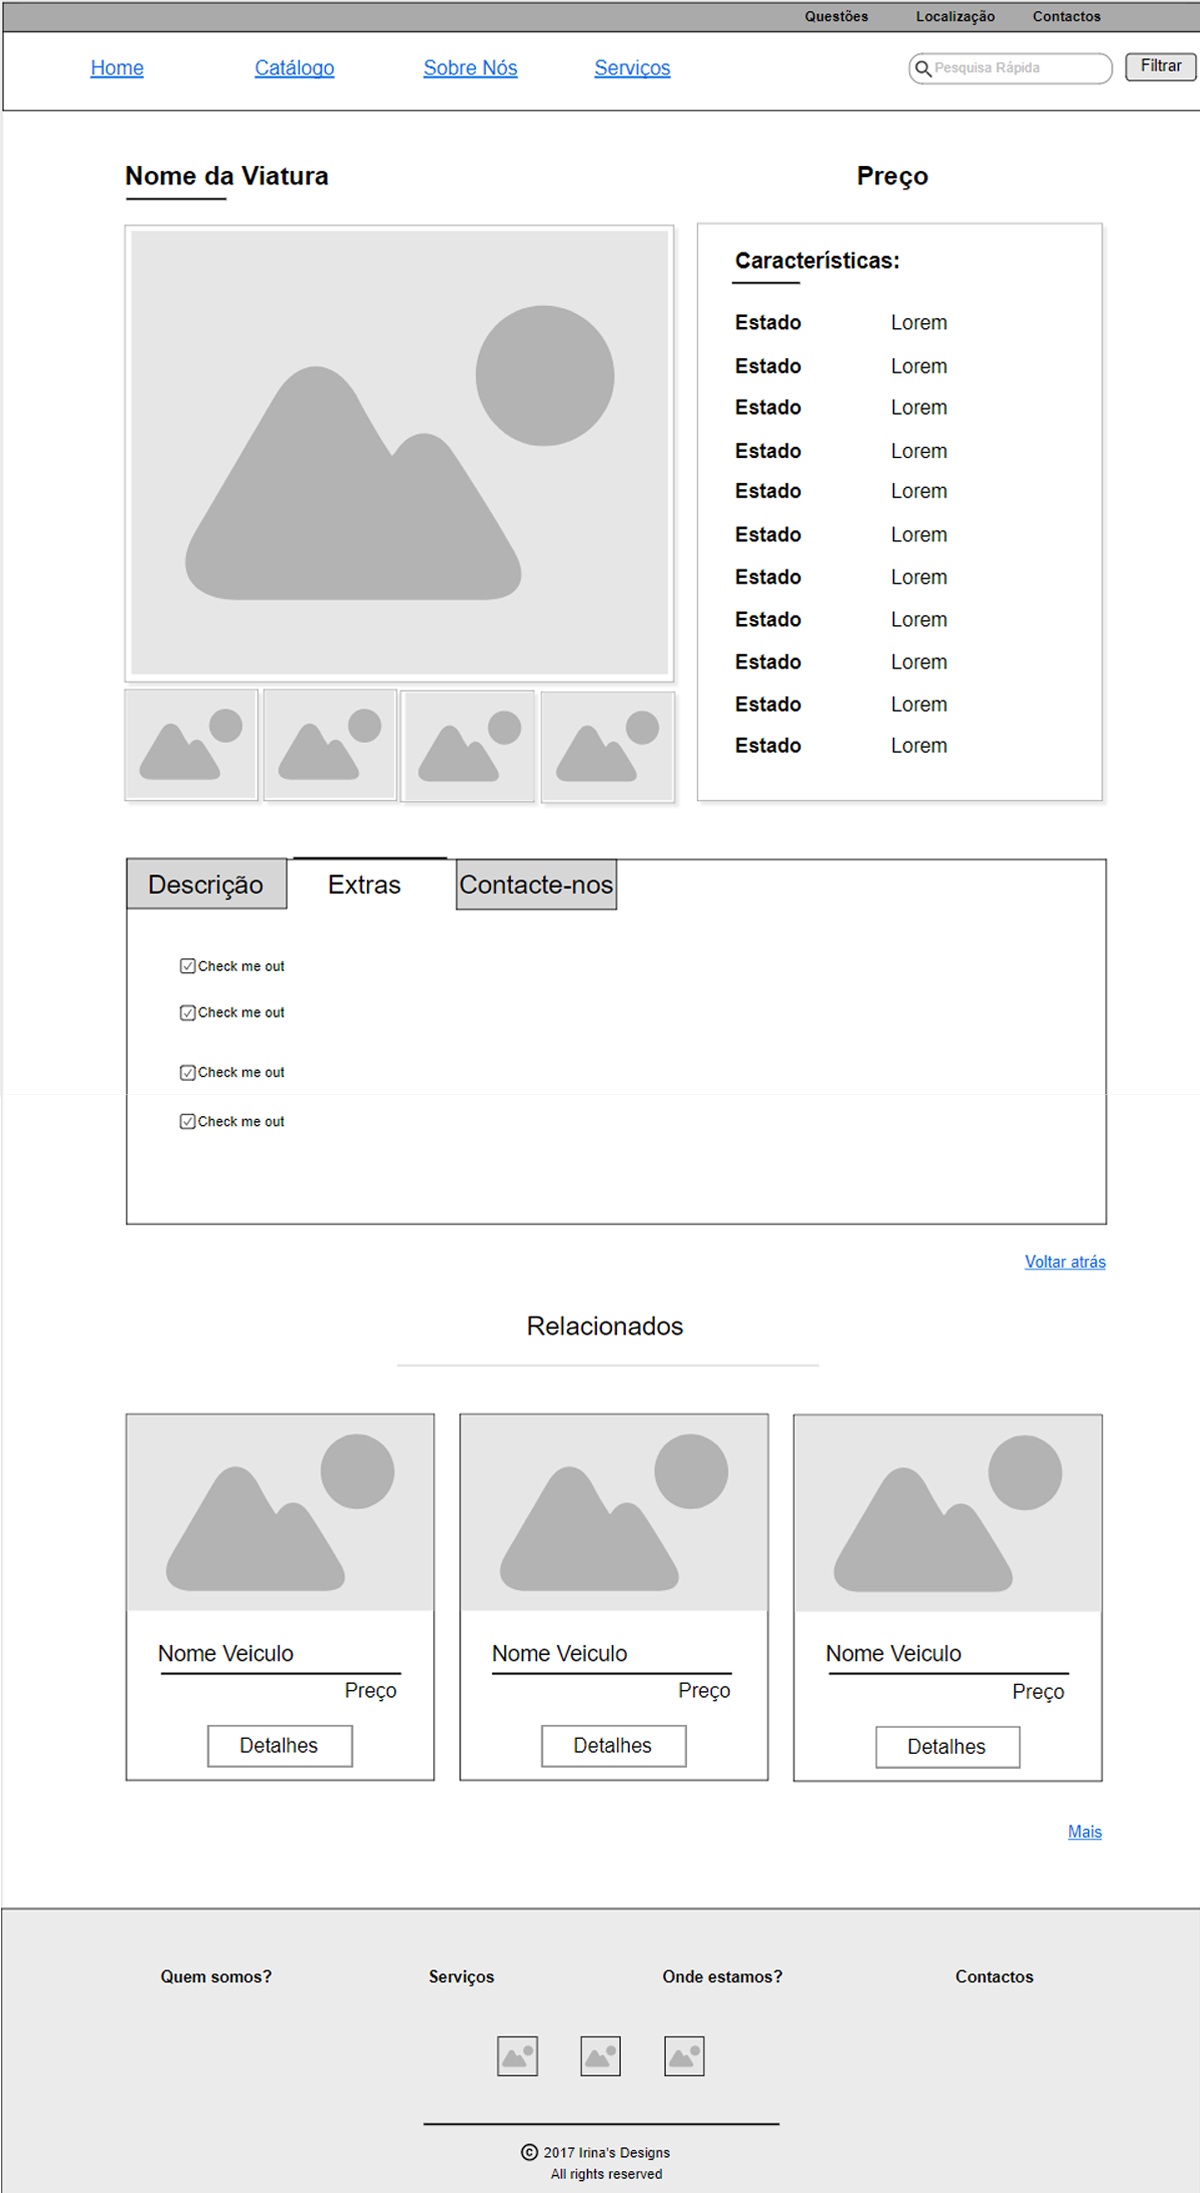 Questões Localização Contactos
Home Catálogo Sobre Nós Serviços Pesquisa Rápida Filtrar
Nome da Viatura Preço
Características:
Estado Lorem
Estado Lorem
Estado Lorem
Estado Lorem
Estado Lorem
Estado Lorem
Estado Lorem
Estado Lorem
Estado Lorem
Estado Lorem
Estado Lorem
Descrição Extras Contacte-nos
Check me out
Check me out
Check me out
Check me out
Voltar atrás
Relacionados
Nome Veiculo Nome Veiculo Nome Veiculo
Preço Preço Preço
Detalhes Detalhes Detalhes
Mais
Quem somos? Serviços Onde estamos? Contactos
© 2017 Irina's Designs
All rights reserved